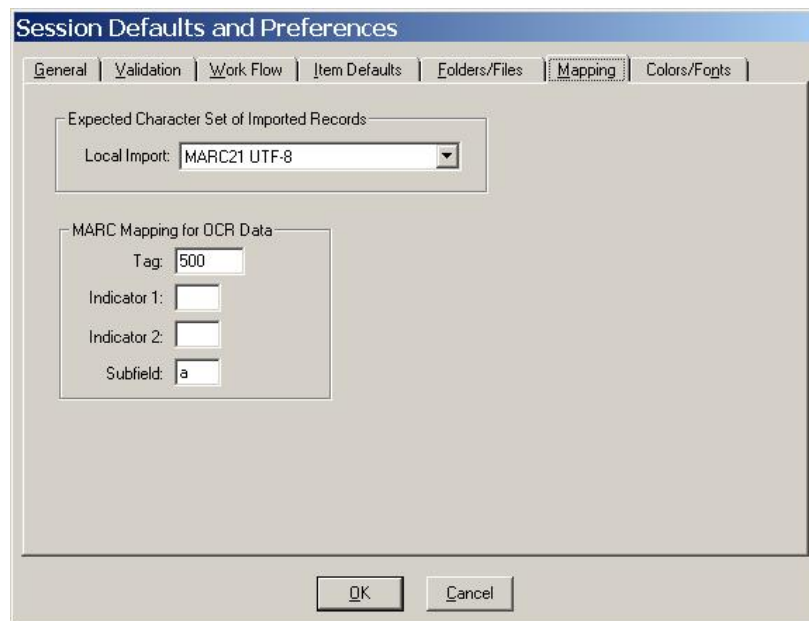 Session Defaults and Preferences
General Validation Work Flow Item Defaults Folders/Files Mapping Colors/Fonts
Expected Character Set of Imported Records
Local Import: MARC21 UTF-8
MARC Mapping for OCR Data
Tag: 500
Indicator 1:
Indicator 2:
Subfield: a
OK Cancel